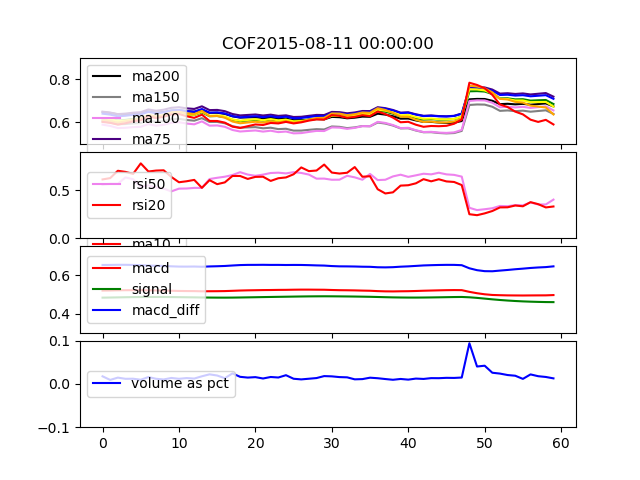 COF2015-08-11 00:00:00
0.8
0.6
ma200
ma150
ma100
ma75
0.5
0.0
rsi50
rsi20
ma10
0.6
0.4
macd
signal
macd_diff
0.1
0.0
−0.1
volume as pct
0 10 20 30 40 50 60